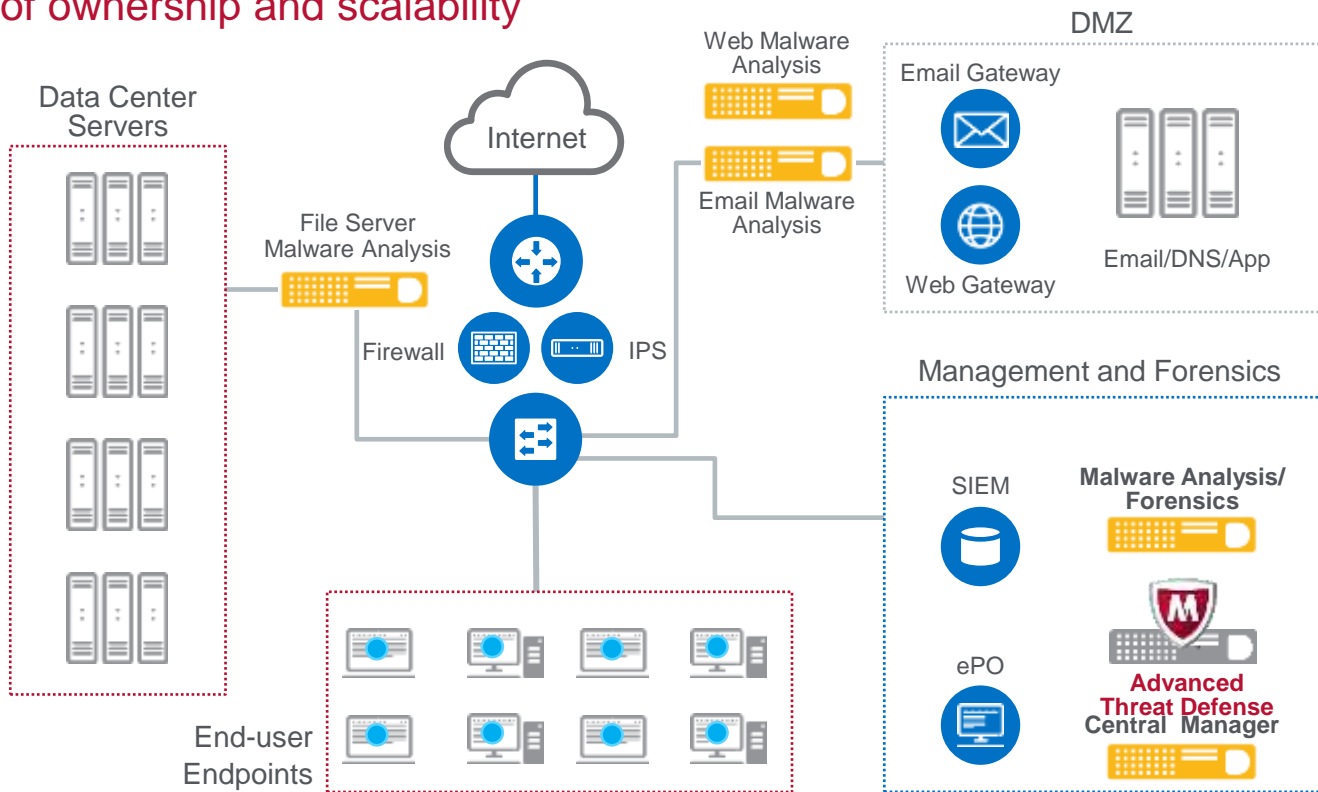 of ownership and scalability
DMZ
Web Malware
Analysis
Email Gateway
Data Center
Servers
Internet
Email Malware
Analysis
File Server
Malware Analysis
Email/DNS/App
Web Gateway
Firewall
IPS
Management and Forensics
SIEM
Malware Analysis/
Forensics
M
ePO
Advanced
Threat Defense
Central Manager
End-user
Endpoints